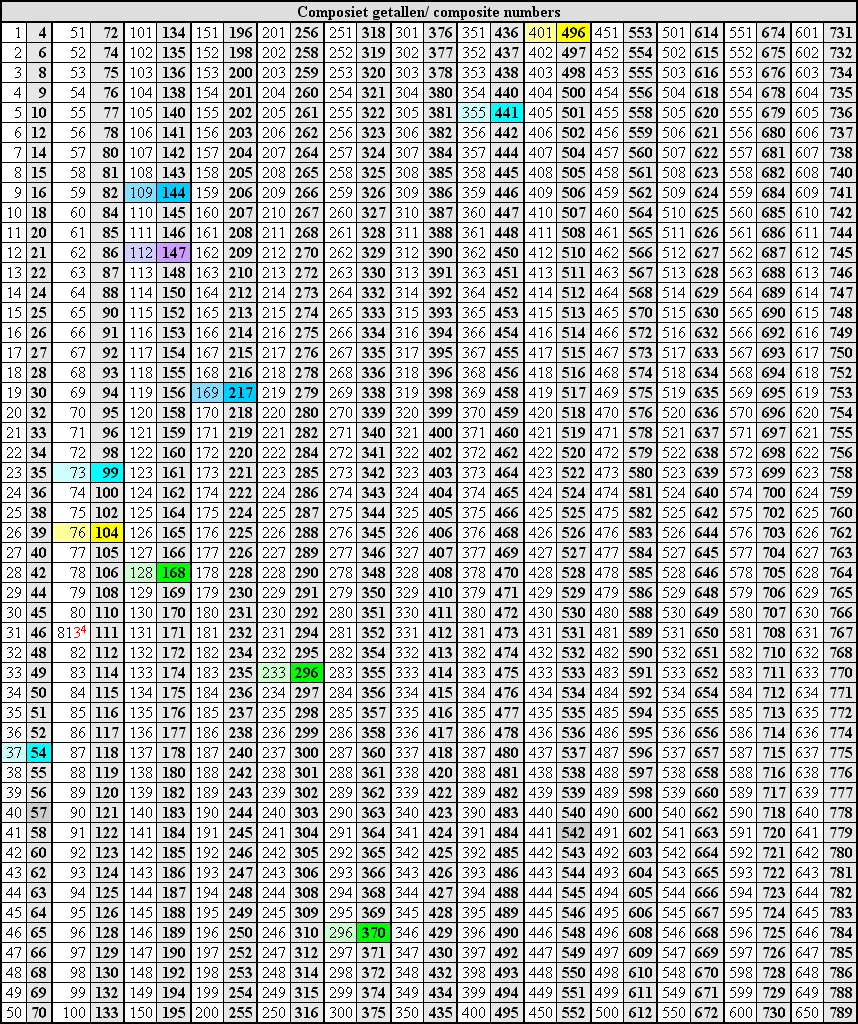 Composiet getallen/ composite numbers
1 4 51 72 101 134 151 196 201 256 251 318 301 376 351 436 401 496 451 553 501 614 551 674 601 731
2 6 52 74 102 135 152 198 202 258 252 319 302 377 352 437 402 497 452 554 502 615 552 675 602 732
3 8 53 75 103 136 153 200 203 259 253 320 303 378 353 438 403 498 453 555 503 616 553 676 603 734
4 9 54 76 104 138 154 201 204 260 254 321 304 380 354 440 404 500 454 556 504 618 554 678 604 735
5 10 55 77 105 140 155 202 205 261 255 322 305 381 355 441 405 501 455 558 505 620 555 679 605 736
6 12 56 78 106 141 156 203 206 262 256 323 306 382 356 442 406 502 456 559 506 621 556 680 606 737
7 14 57 80 107 142 157 204 207 264 257 324 307 384 357 444 407 504 457 560 507 622 557 681 607 738
8 15 58 81 108 143 158 205 208 265 258 325 308 385 358 445 408 505 458 561 508 623 558 682 608 740
9 16 59 82 109 144 159 206 209 266 259 326 309 386 359 446 409 506 459 562 509 624 559 684 609 741
10 18 60 84 110 145 160 207 210 267 260 327 310 387 360 447 410 507 460 564 510 625 560 685 610 742
11 20 61 85 111 146 161 208 211 268 261 328 311 388 361 448 411 508 461 565 511 626 561 686 611 744
12 21 62 86 112 147 162 209 212 270 262 329 312 390 362 450 412 510 462 566 512 627 562 687 612 745
13 22 63 87 113 148 163 210 213 272 263 330 313 391 363 451 413 511 463 567 513 628 563 688 613 746
14 24 64 88 114 150 164 212 214 273 264 332 314 392 364 452 414 512 464 568 514 629 564 689 614 747
15 25 65 90 115 152 165 213 215 274 265 333 315 393 365 453 415 513 465 570 515 630 565 690 615 748
16 26 66 91 116 153 166 214 216 275 266 334 316 394 366 454 416 514 466 572 516 632 566 692 616 749
17 27 67 92 117 154 167 215 217 276 267 335 317 395 367 455 417 515 467 573 517 633 567 693 617 750
18 28 68 93 118 155 168 216 218 278 268 336 318 396 368 456 418 516 468 574 518 634 568 694 618 752
19 30 69 94 119 156 169 217 219 279 269 338 319 398 369 458 419 517 469 575 519 635 569 695 619 753
20 32 70 95 120 158 170 218 220 280 270 339 320 399 370 459 420 518 470 576 520 636 570 696 620 754
21 33 71 96 121 159 171 219 221 282 271 340 321 400 371 460 421 519 471 578 521 637 571 697 621 755
22 34 72 98 122 160 172 220 222 284 272 341 322 402 372 462 422 520 472 579 522 638 572 698 622 756
23 35 73 99 123 161 173 221 223 285 273 342 323 403 373 464 423 522 473 580 523 639 573 699 623 758
24 36 74 100 124 162 174 222 224 286 274 343 324 404 374 465 424 524 474 581 524 640 574 700 624 759
25 38 75 102 125 164 175 224 225 287 275 344 325 405 375 466 425 525 475 582 525 642 575 702 625 760
26 39 76 104 126 165 176 225 226 288 276 345 326 406 376 468 426 526 476 583 526 644 576 703 626 762
27 40 77 105 127 166 177 226 227 289 277 346 327 407 377 469 427 527 477 584 527 645 577 704 627 763
28 42 78 106 128 168 178 228 228 290 278 348 328 408 378 470 428 528 478 585 528 646 578 705 628 764
29 44 79 108 129 169 179 230 229 291 279 350 329 410 379 471 429 529 479 586 529 648 579 706 629 765
30 45 80 110 130 170 180 231 230 292 280 351 330 411 380 472 430 530 480 588 530 649 580 707 630 766
31 46 813⁴ 111 131 171 181 232 231 294 281 352 331 412 381 473 431 531 481 589 531 650 581 708 631 767
32 48 82 112 132 172 182 234 232 295 282 354 332 413 382 474 432 532 482 590 532 651 582 710 632 768
33 49 83 114 133 174 183 235 233 296 283 355 333 414 383 475 433 533 483 591 533 652 583 711 633 770
34 50 84 115 134 175 184 236 234 297 284 356 334 415 384 476 434 534 484 592 534 654 584 712 634 771
35 51 85 116 135 176 185 237 235 298 285 357 335 416 385 477 435 535 485 594 535 655 585 713 635 772
36 52 86 117 136 177 186 238 236 299 286 358 336 417 386 478 436 536 486 595 536 656 586 714 636 774
37 54 87 118 137 178 187 240 237 300 287 360 337 418 387 480 437 537 487 596 537 657 587 715 637 775
38 55 88 119 138 180 188 242 238 301 288 361 338 420 388 481 438 538 488 597 538 658 588 716 638 776
39 56 89 120 139 182 189 243 239 302 289 362 339 422 389 482 439 539 489 598 539 660 589 717 639 777
40 57 90 121 140 183 190 244 240 303 290 363 340 423 390 483 440 540 490 600 540 662 590 718 640 778
41 58 91 122 141 184 191 245 241 304 291 364 341 424 391 484 441 542 491 602 541 663 591 720 641 779
42 60 92 123 142 185 192 246 242 305 292 365 342 425 392 485 442 543 492 603 542 664 592 721 642 780
43 62 93 124 143 186 193 247 243 306 293 366 343 426 393 486 443 544 493 604 543 665 593 722 643 781
44 63 94 125 144 187 194 248 244 308 294 368 344 427 394 488 444 545 494 605 544 666 594 723 644 782
45 64 95 126 145 188 195 249 245 309 295 369 345 428 395 489 445 546 495 606 545 667 595 724 645 783
46 65 96 128 146 189 196 250 246 310 296 370 346 429 396 490 446 548 496 608 546 668 596 725 646 784
47 66 97 129 147 190 197 252 247 312 297 371 347 430 397 492 447 549 497 609 547 669 597 726 647 785
48 68 98 130 148 192 198 253 248 314 298 372 348 432 398 493 448 550 498 610 548 670 598 728 648 786
49 69 99 132 149 194 199 254 249 315 299 374 349 434 399 494 449 551 499 611 549 671 599 729 649 788
50 70 100 133 150 195 200 255 250 316 300 375 350 435 400 495 450 552 500 612 550 672 600 730 650 789